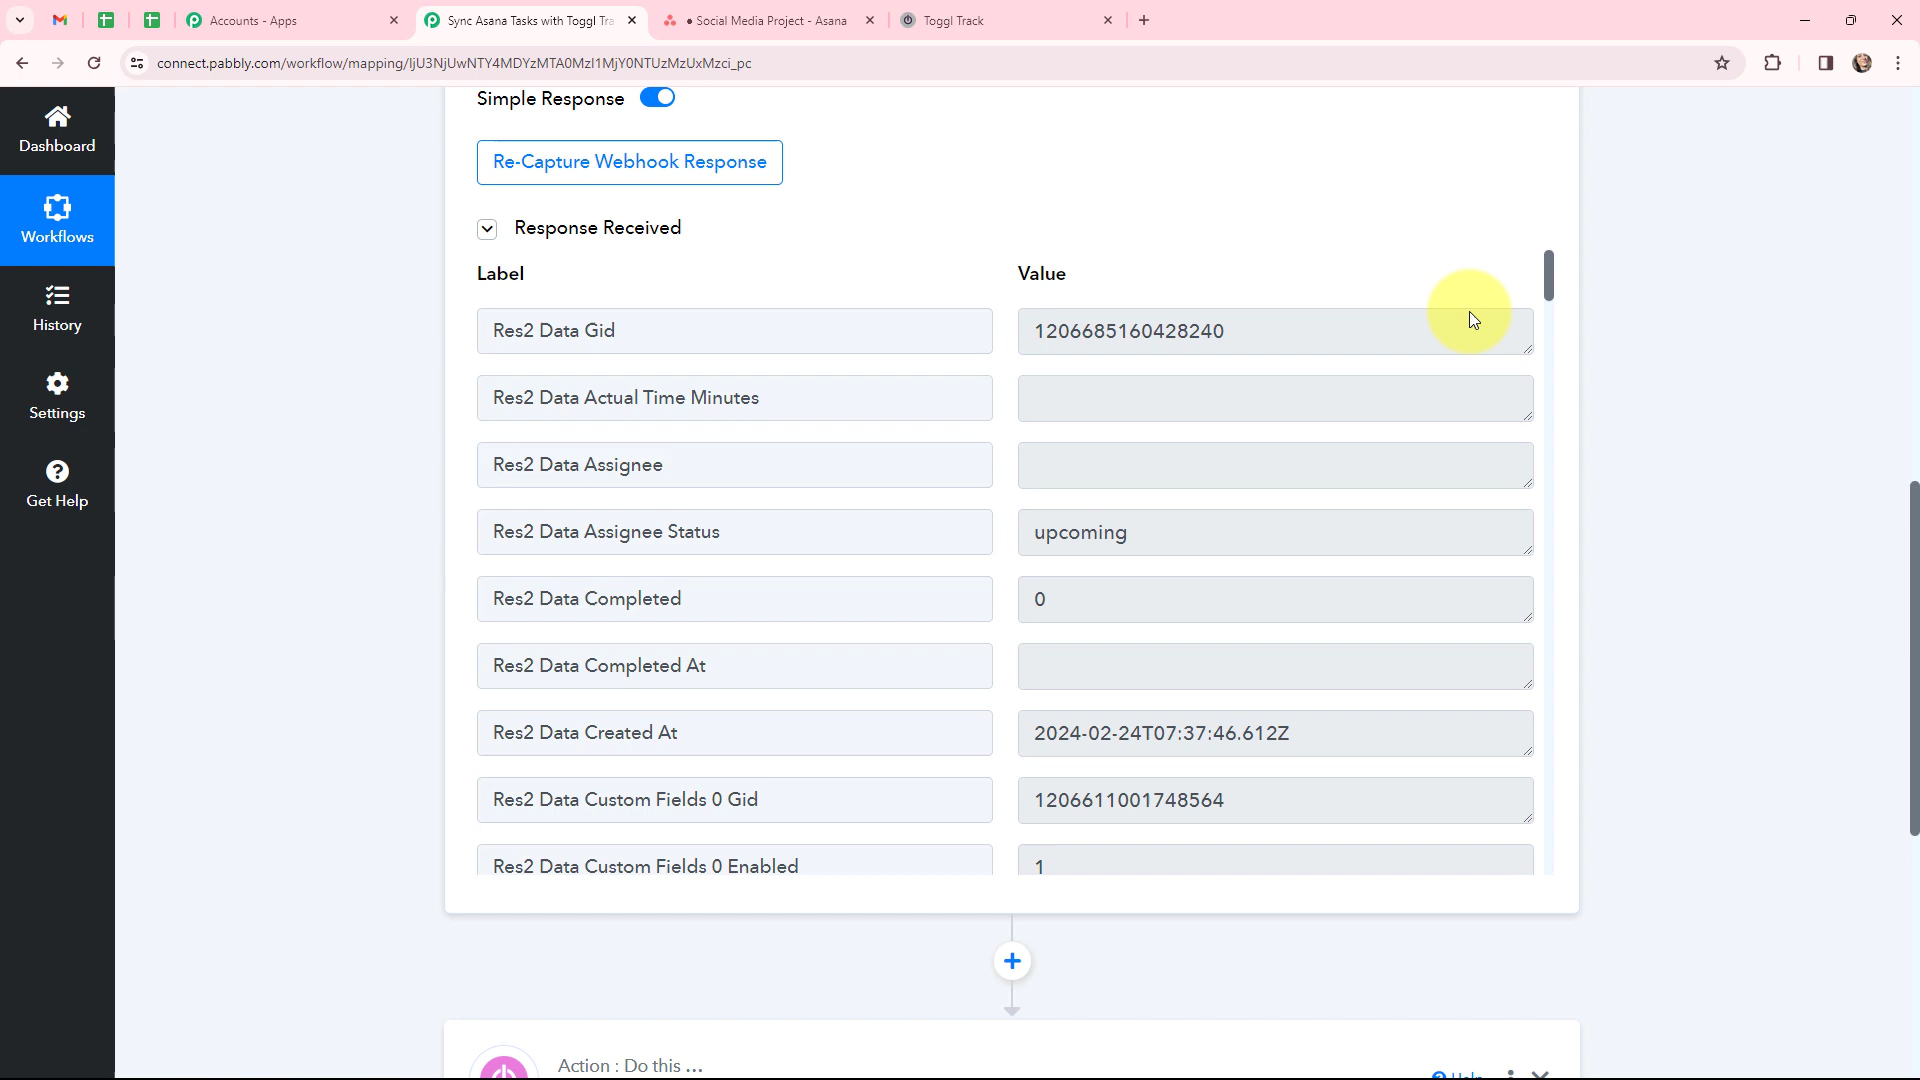 Accounts - Apps
Sync Asana Tasks with Toggl Tra
• Social Media Project - Asana
Toggl Track
connect.pabbly.com/workflow/mapping/IjU3NjUwNTY4MDYzMTA0MzI1MjY0NTUzMzUxMzci_pc
Dashboard
Workflows
History
Settings
Get Help
Simple Response
Re-Capture Webhook Response
Response Received
Label Value
Res2 Data Gid 1206685160428240
Res2 Data Actual Time Minutes
Res2 Data Assignee
Res2 Data Assignee Status upcoming
Res2 Data Completed 0
Res2 Data Completed At
Res2 Data Created At 2024-02-24T07:37:46.612Z
Res2 Data Custom Fields 0 Gid 1206611001748564
Res2 Data Custom Fields 0 Enabled 1
Action : Do this ...
Help